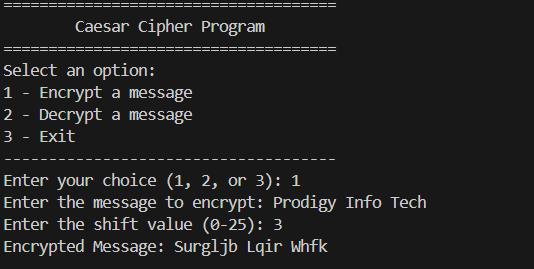 =====================================
Caesar Cipher Program
=====================================
Select an option:
1 - Encrypt a message
2 - Decrypt a message
3 - Exit
-------------------------------------
Enter your choice (1, 2, or 3): 1
Enter the message to encrypt: Prodigy Info Tech
Enter the shift value (0-25): 3
Encrypted Message: Surgljb Lqir Whfk